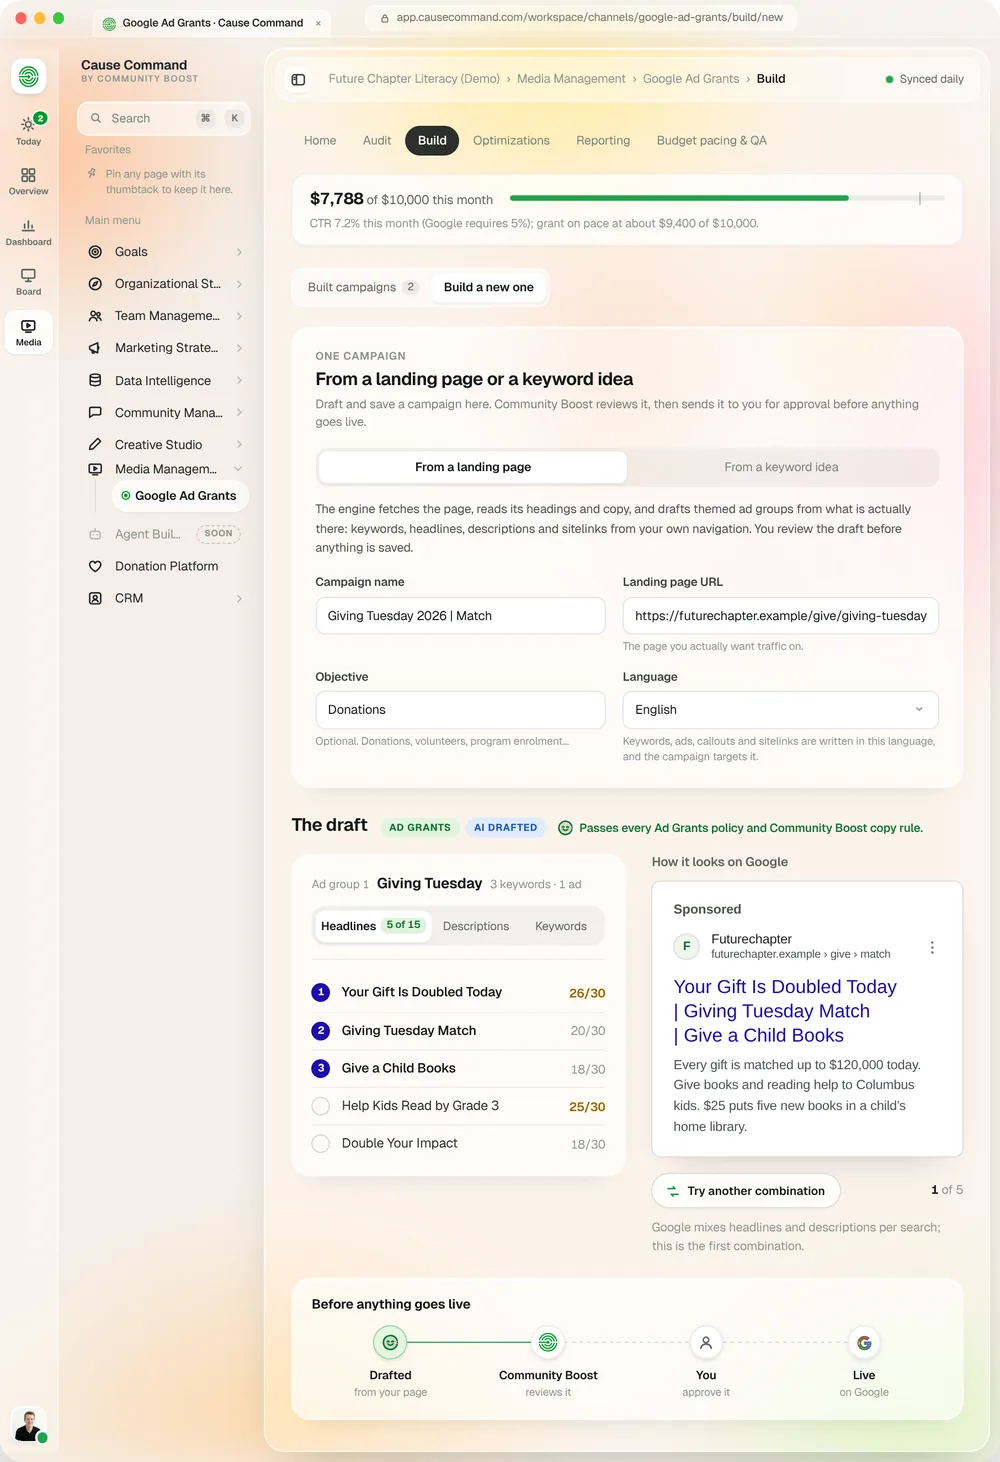 Google Ad Grants · Cause Command ×
app.causecommand.com/workspace/channels/google-ad-grants/build/new
Cause Command
BY COMMUNITY BOOST
Search ⌘ K
Favorites
Pin any page with its
thumbtack to keep it here.
Main menu
Goals
Organizational St...
Team Manageme...
Marketing Strate...
Data Intelligence
Community Mana...
Creative Studio
Media Managem...
Google Ad Grants
Agent Buil... SOON
Donation Platform
CRM
2
Today
Overview
Dashboard
Board
Media
Future Chapter Literacy (Demo) › Media Management › Google Ad Grants › Build
Synced daily
Home Audit Build Optimizations Reporting Budget pacing & QA
$7,788 of $10,000 this month
CTR 7.2% this month (Google requires 5%); grant on pace at about $9,400 of $10,000.
Built campaigns 2 Build a new one
ONE CAMPAIGN
From a landing page or a keyword idea
Draft and save a campaign here. Community Boost reviews it, then sends it to you for approval before anything
goes live.
From a landing page From a keyword idea
The engine fetches the page, reads its headings and copy, and drafts themed ad groups from what is actually
there: keywords, headlines, descriptions and sitelinks from your own navigation. You review the draft before
anything is saved.
Campaign name
Giving Tuesday 2026 | Match
Landing page URL
https://futurechapter.example/give/giving-tuesday
The page you actually want traffic on.
Objective
Donations
Optional. Donations, volunteers, program enrolment...
Language
English
Keywords, ads, callouts and sitelinks are written in this language,
and the campaign targets it.
The draft AD GRANTS AI DRAFTED Passes every Ad Grants policy and Community Boost copy rule.
Ad group 1 Giving Tuesday 3 keywords · 1 ad
Headlines 5 of 15 Descriptions Keywords
1 Your Gift Is Doubled Today 26/30
2 Giving Tuesday Match 20/30
3 Give a Child Books 18/30
Help Kids Read by Grade 3 25/30
Double Your Impact 18/30
How it looks on Google
Sponsored
F
Futurechapter
futurechapter.example › give › match
Your Gift Is Doubled Today
| Giving Tuesday Match
| Give a Child Books
Every gift is matched up to $120,000 today.
Give books and reading help to Columbus
kids. $25 puts five new books in a child's
home library.
Try another combination 1 of 5
Google mixes headlines and descriptions per search;
this is the first combination.
Before anything goes live
Drafted
from your page
Community Boost
reviews it
You
approve it
Live
on Google